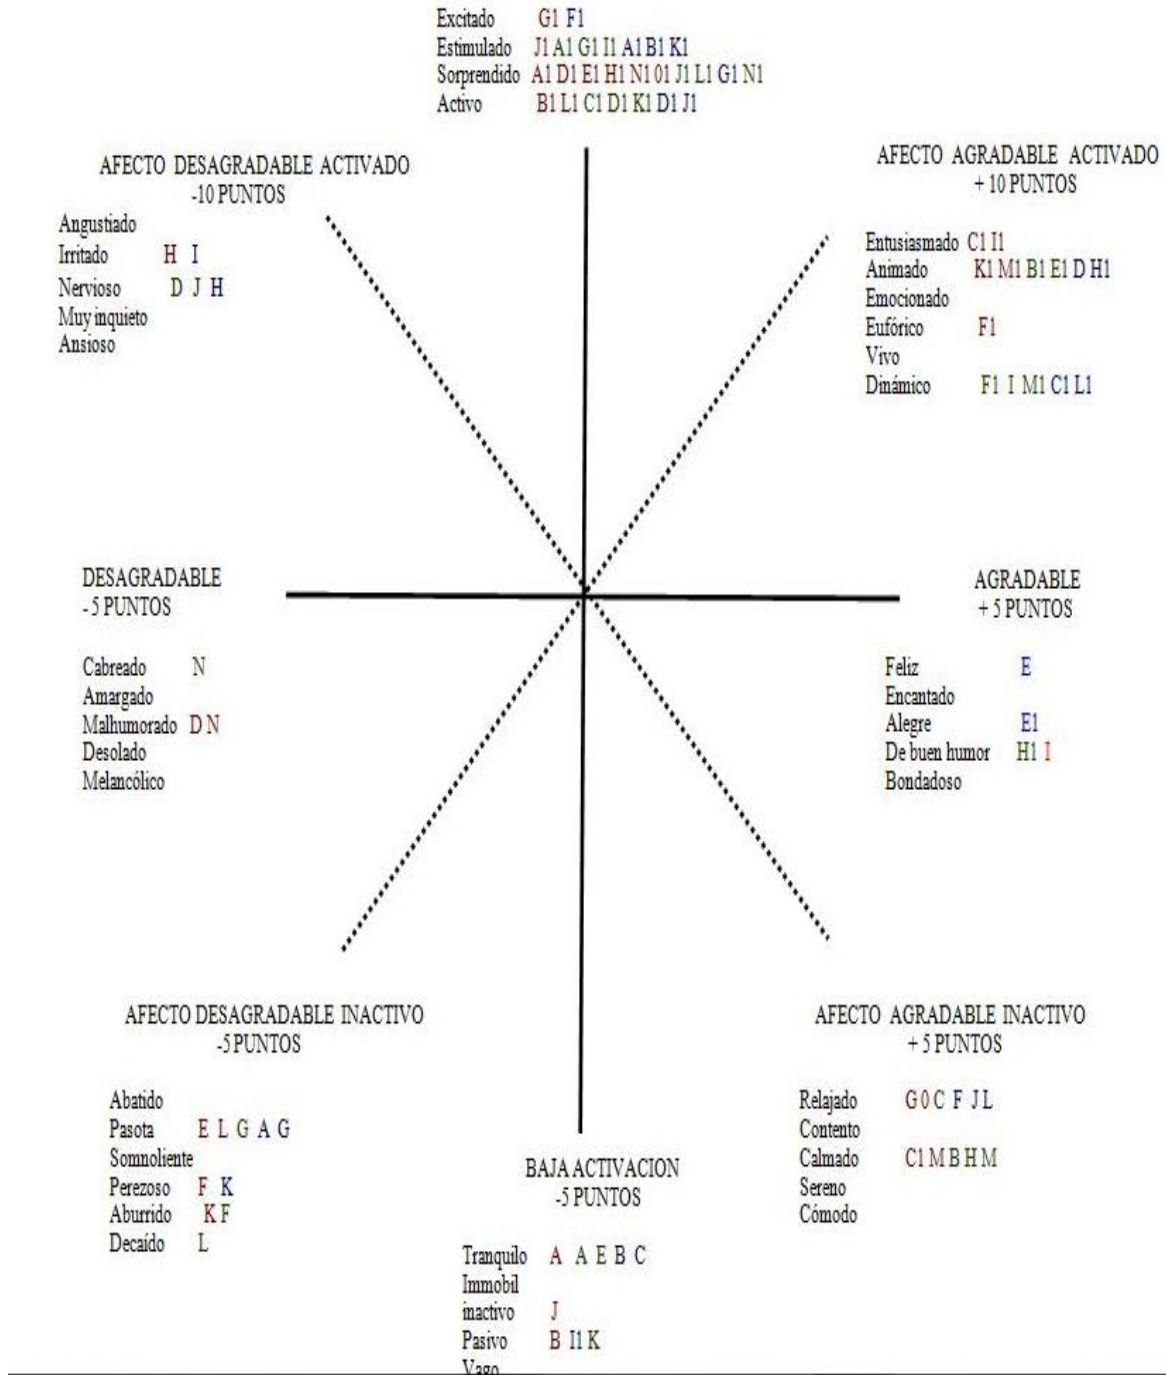 Excitado G1 F1
Estimulado J1 A1 G1 I1 A1 B1 K1
Sorprendido A1 D1 E1 H1 N1 01 J1 L1 G1 N1
Activo B1 L1 C1 D1 K1 D1 J1
AFECTO DESAGRADABLE ACTIVADO
-10 PUNTOS
Angustiado
Irritado H I
Nervioso D J H
Muy inquieto
Ansioso
AFECTO AGRADABLE ACTIVADO
+ 10 PUNTOS
Entusiasmado C1 I1
Animado K1 M1 B1 E1 D H1
Emocionado
Eufórico F1
Vivo
Dinámico F1 I M1 C1 L1
DESAGRADABLE
- 5 PUNTOS
Cabreado N
Amargado
Malhumorado D N
Desolado
Melancólico
AGRADABLE
+ 5 PUNTOS
Feliz E
Encantado
Alegre E1
De buen humor H1 I
Bondadoso
AFECTO DESAGRADABLE INACTIVO
-5 PUNTOS
Abatido
Pasota E L G A G
Somnoliente
Perezoso F K
Aburrido K F
Decaído L
BAJA ACTIVACION
-5 PUNTOS
Tranquilo A A E B C
Immobil
inactivo J
Pasivo B I1 K
Vago
AFECTO AGRADABLE INACTIVO
+ 5 PUNTOS
Relajado G 0 C F J L
Contento
Calmado C1 M B H M
Sereno
Cómodo